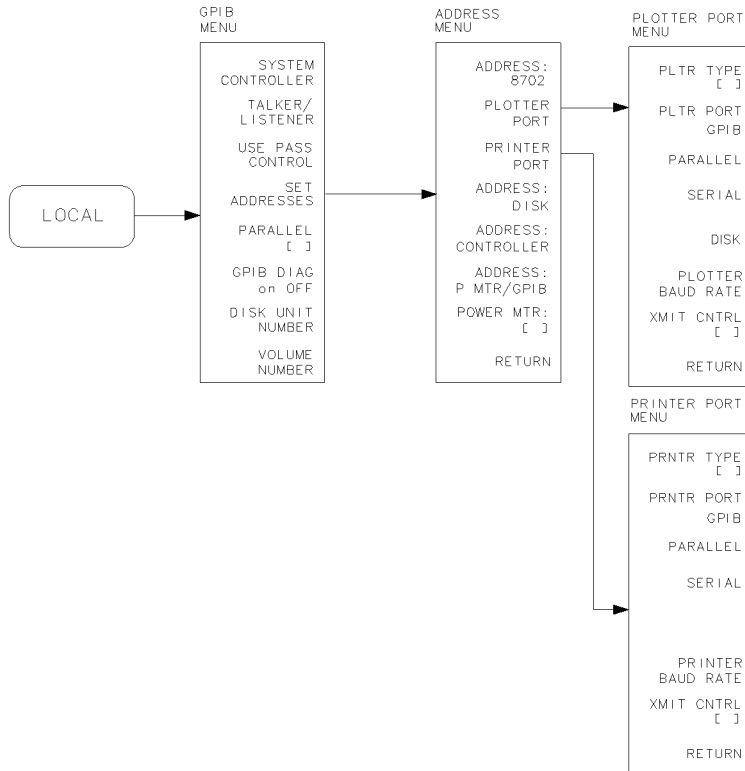 LOCAL
GPIB
MENU
SYSTEM
CONTROLLER
TALKER/
LISTENER
USE PASS
CONTROL
SET
ADDRESSES
PARALLEL
[ ]
GPIB DIAG
on OFF
DISK UNIT
NUMBER
VOLUME
NUMBER
ADDRESS
MENU
ADDRESS:
8702
PLOTTER
PORT
PRINTER
PORT
ADDRESS:
DISK
ADDRESS:
CONTROLLER
ADDRESS:
P MTR/GPIB
POWER MTR:
[ ]
RETURN
PLOTTER PORT
MENU
PLTR TYPE
[ ]
PLTR PORT
GPIB
PARALLEL
SERIAL
DISK
PLOTTER
BAUD RATE
XMIT CNTRL
[ ]
RETURN
PRINTER PORT
MENU
PRNTR TYPE
[ ]
PRNTR PORT
GPIB
PARALLEL
SERIAL
PRINTER
BAUD RATE
XMIT CNTRL
[ ]
RETURN